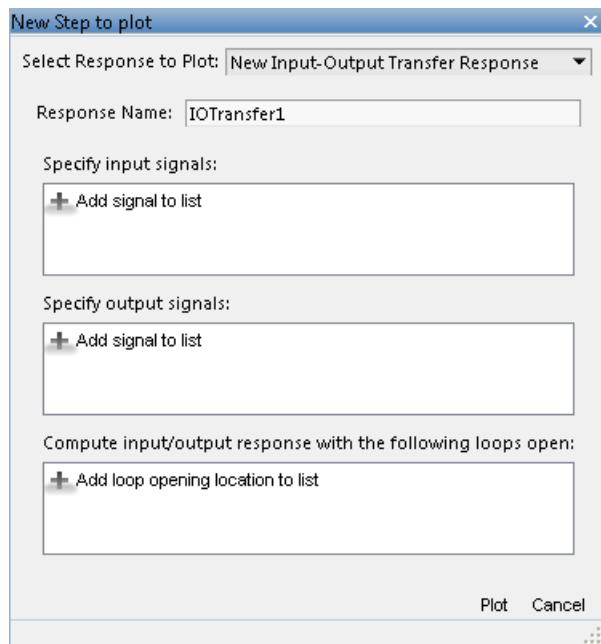 New Step to plot
Select Response to Plot: New Input-Output Transfer Response
Response Name: IOTransfer1
Specify input signals:
Add signal to list
Specify output signals:
Add signal to list
Compute input/output response with the following loops open:
Add loop opening location to list
Plot Cancel